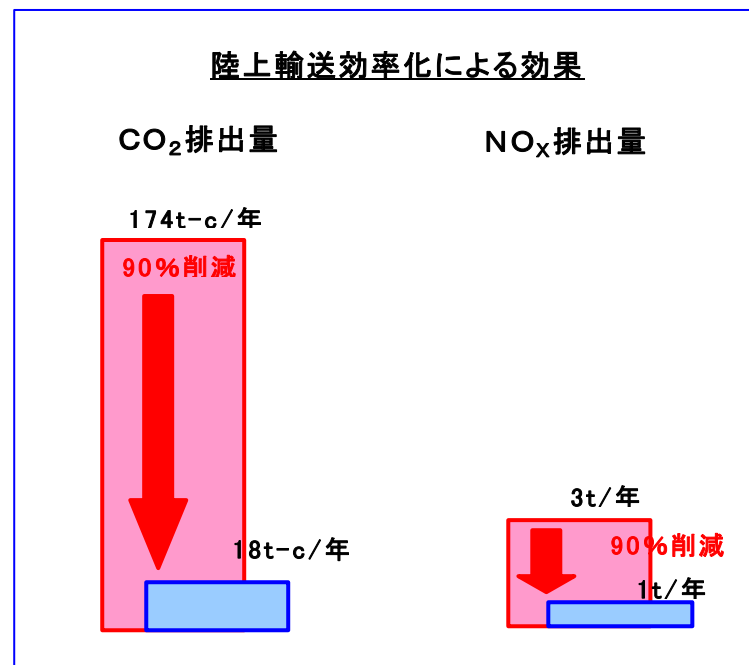 陸上輸送効率化による効果
CO₂排出量
NOx排出量
174t-c/年
90%削減
18t-c/年
3t/年
90%削減
1t/年